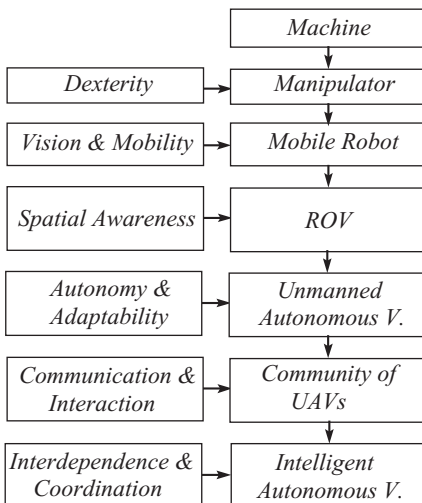 Machine
Dexterity
Manipulator
Vision & Mobility
Mobile Robot
Spatial Awareness
ROV
Autonomy &
Adaptability
Unmanned
Autonomous V.
Communication &
Interaction
Community of
UAVs
Interdependence &
Coordination
Intelligent
Autonomous V.